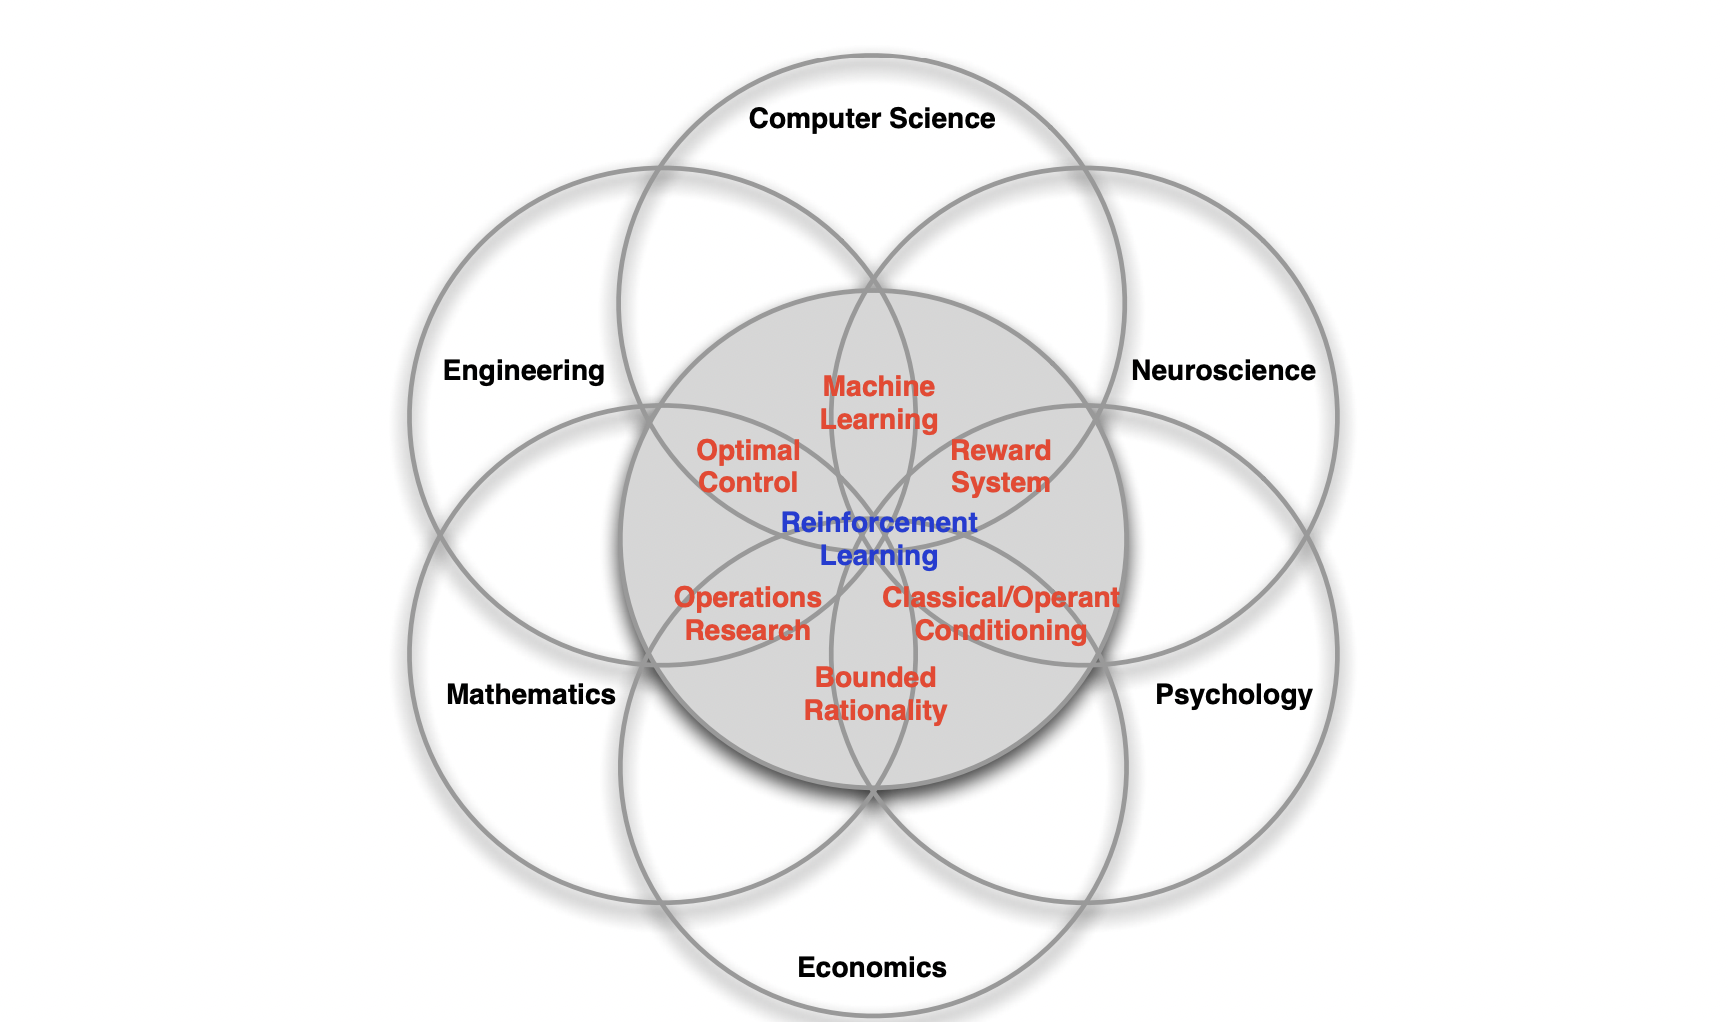 Computer Science
Engineering
Neuroscience
Machine
Learning
Optimal
Control
Reward
System
Reinforcement
Learning
Operations
Research
Classical/Operant
Conditioning
Bounded
Rationality
Mathematics
Psychology
Economics